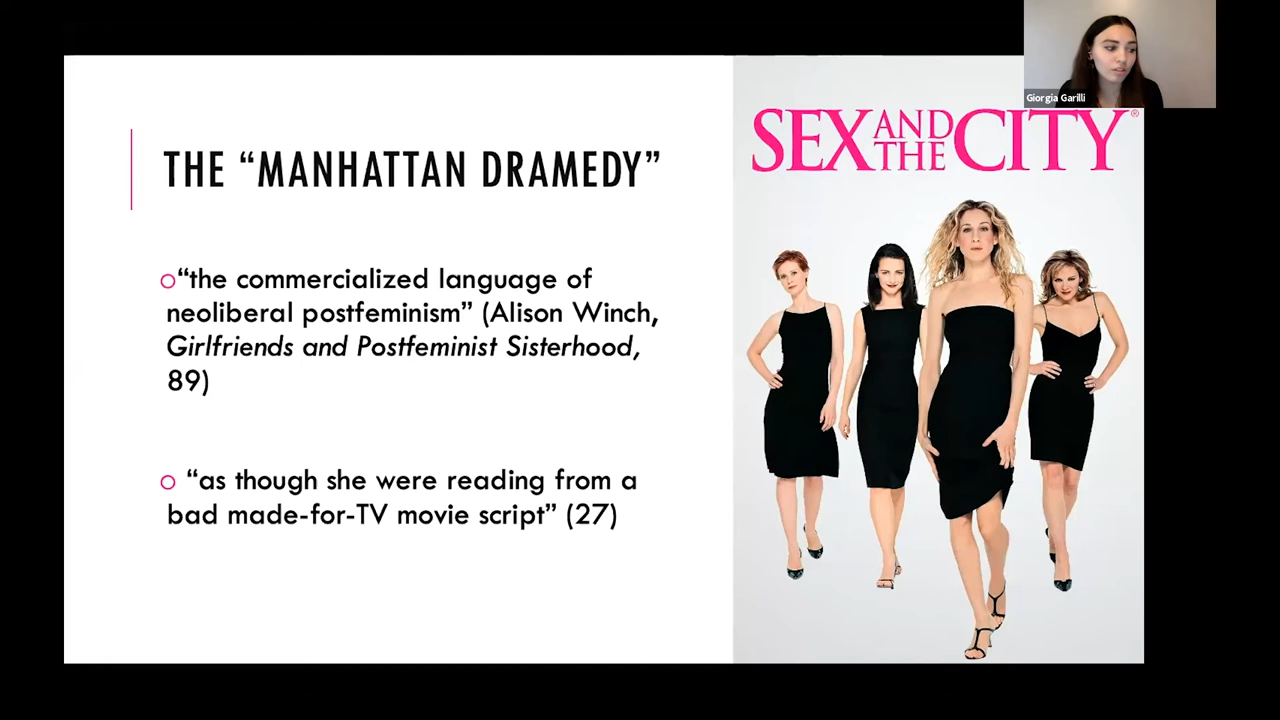 Giorgia Garilli
THE “MANHATTAN DRAMEDY”
o“the commercialized language of
neoliberal postfeminism” (Alison Winch,
Girlfriends and Postfeminist Sisterhood,
89)
o “as though she were reading from a
bad made-for-TV movie script” (27)
SEX AND THE CITY®